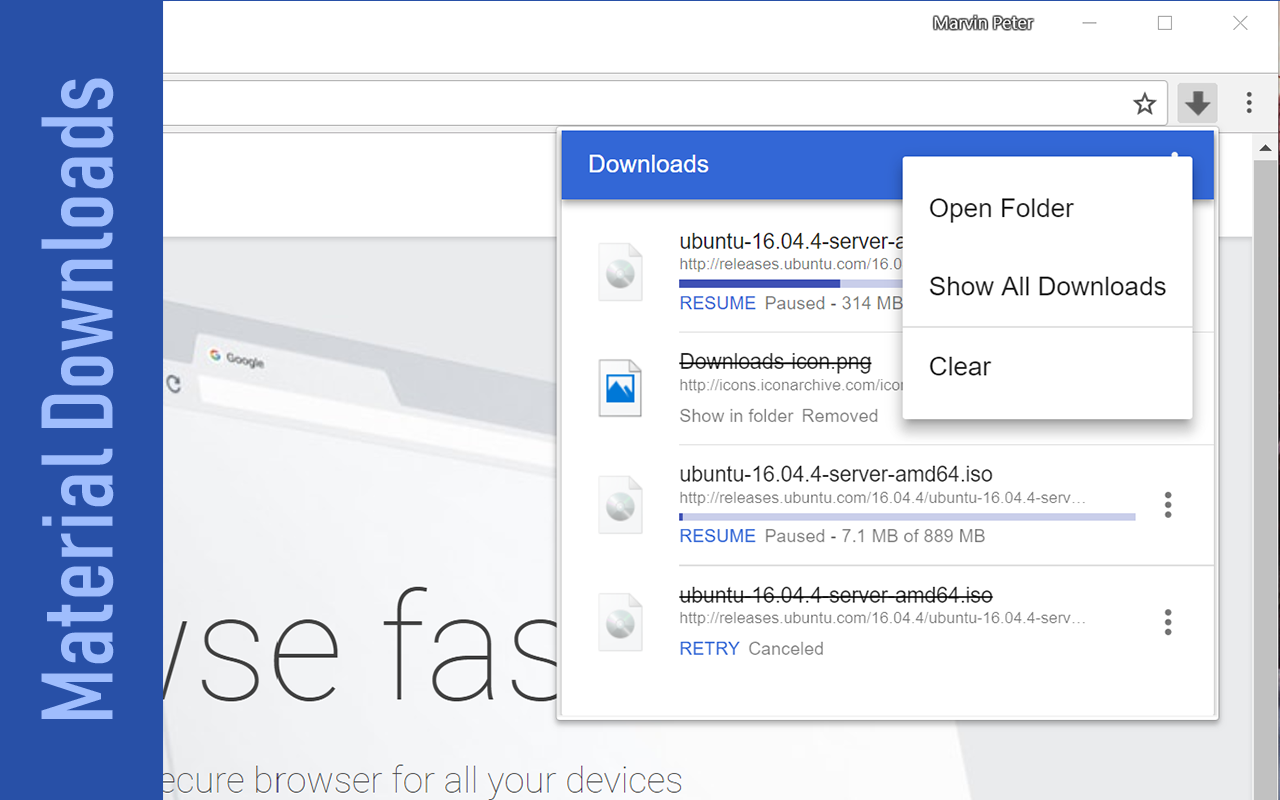 Material Downloads
Marvin Peter
Downloads
Open Folder
Show All Downloads
Clear
ubuntu-16.04.4-server-a
http://releases.ubuntu.com/16.0
RESUME Paused - 314 MB
Downloads-icon.png
http://icons.iconarchive.com/ico
Show in folder Removed
ubuntu-16.04.4-server-amd64.iso
http://releases.ubuntu.com/16.04.4/ubuntu-16.04.4-serv…
RESUME Paused - 7.1 MB of 889 MB
ubuntu-16.04.4-server-amd64.iso
http://releases.ubuntu.com/16.04.4/ubuntu-16.04.4-serv…
RETRY Canceled
Google
wse fas
ecure browser for all your devices